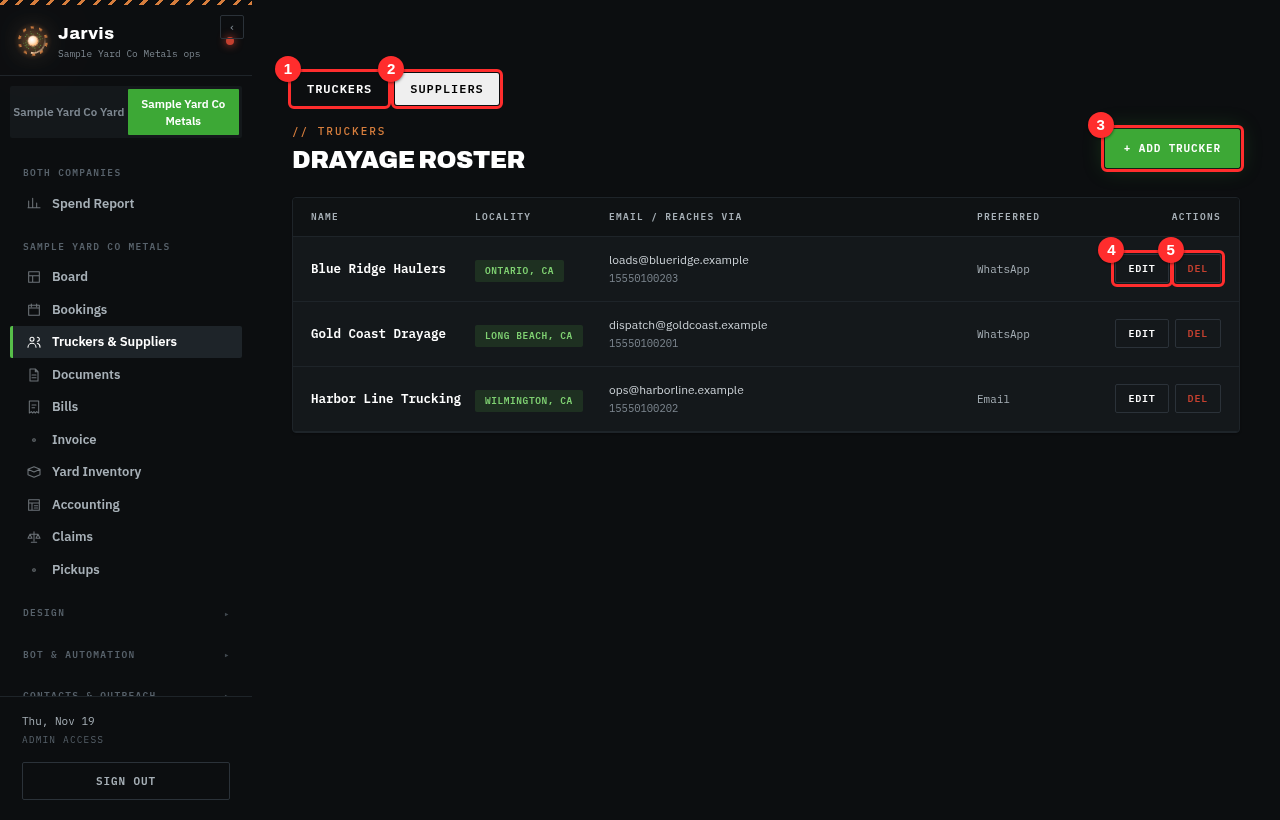 Jarvis
Sample Yard Co Metals ops
‹
Sample Yard Co Yard
Sample Yard Co
Metals
BOTH COMPANIES
Spend Report
SAMPLE YARD CO METALS
Board
Bookings
Truckers & Suppliers
Documents
Bills
Invoice
Yard Inventory
Accounting
Claims
Pickups
DESIGN
BOT & AUTOMATION
CONTACTS & OUTREACH
Thu, Nov 19
ADMIN ACCESS
SIGN OUT
1
2
TRUCKERS
SUPPLIERS
// TRUCKERS
DRAYAGE ROSTER
3
+ ADD TRUCKER
NAME
LOCALITY
EMAIL / REACHES VIA
PREFERRED
ACTIONS
4
5
Blue Ridge Haulers
ONTARIO, CA
loads@blueridge.example
15550100203
WhatsApp
EDIT
DEL
Gold Coast Drayage
LONG BEACH, CA
dispatch@goldcoast.example
15550100201
WhatsApp
EDIT
DEL
Harbor Line Trucking
WILMINGTON, CA
ops@harborline.example
15550100202
Email
EDIT
DEL